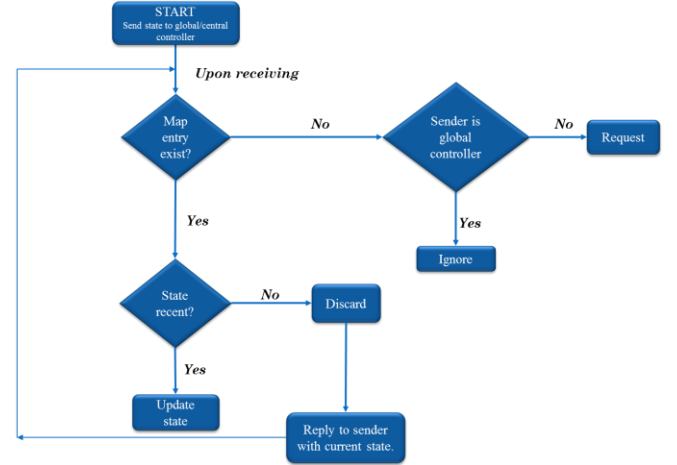 START
Send state to global/central
controller
Upon receiving
Map
entry
exist?
No
Sender is
global
controller
No
Request
Yes
Yes
Ignore
State
recent?
No
Discard
Yes
Update
state
Reply to sender
with current state.